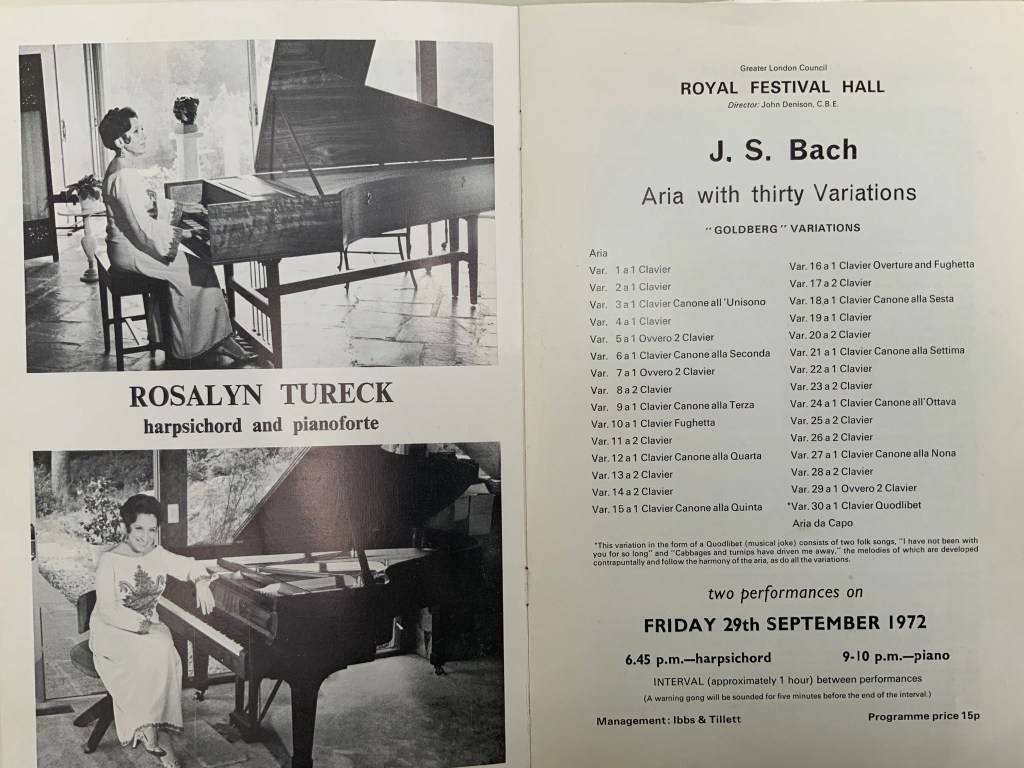 ROSALYN TURECK
harpsichord and pianoforte
Greater London Council
ROYAL FESTIVAL HALL
Director: John Denison, C.B.E.
J. S. Bach
Aria with thirty Variations
"GOLDBERG" VARIATIONS
Aria
Var. 1 a 1 Clavier
Var. 2 a 1 Clavier
Var. 3 a 1 Clavier Canone all'Unisono
Var. 4 a 1 Clavier
Var. 5 a 1 Ovvero 2 Clavier
Var. 6 a 1 Clavier Canone alla Seconda
Var. 7 a 1 Ovvero 2 Clavier
Var. 8 a 2 Clavier
Var. 9 a 1 Clavier Canone alla Terza
Var. 10 a 1 Clavier Fughetta
Var. 11 a 2 Clavier
Var. 12 a 1 Clavier Canone alla Quarta
Var. 13 a 2 Clavier
Var. 14 a 2 Clavier
Var. 15 a 1 Clavier Canone alla Quinta
Var. 16 a 1 Clavier Overture and Fughetta
Var. 17 a 2 Clavier
Var. 18 a 1 Clavier Canone alla Sesta
Var. 19 a 1 Clavier
Var. 20 a 2 Clavier
Var. 21 a 1 Clavier Canone alla Settima
Var. 22 a 1 Clavier
Var. 23 a 2 Clavier
Var. 24 a 1 Clavier Canone all'Ottava
Var. 25 a 2 Clavier
Var. 26 a 2 Clavier
Var. 27 a 1 Clavier Canone alla Nona
Var. 28 a 2 Clavier
Var. 29 a 1 Ovvero 2 Clavier
*Var. 30 a 1 Clavier Quodlibet
Aria da Capo
*This variation in the form of a Quodlibet (musical joke) consists of two folk songs, "I have not been with
you for so long" and "Cabbages and turnips have driven me away," the melodies of which are developed
contrapuntally and follow the harmony of the aria, as do all the variations.
two performances on
FRIDAY 29th SEPTEMBER 1972
6.45 p.m.—harpsichord 9-10 p.m.—piano
INTERVAL (approximately 1 hour) between performances
(A warning gong will be sounded for five minutes before the end of the interval.)
Management: Ibbs & Tillett Programme price 15p